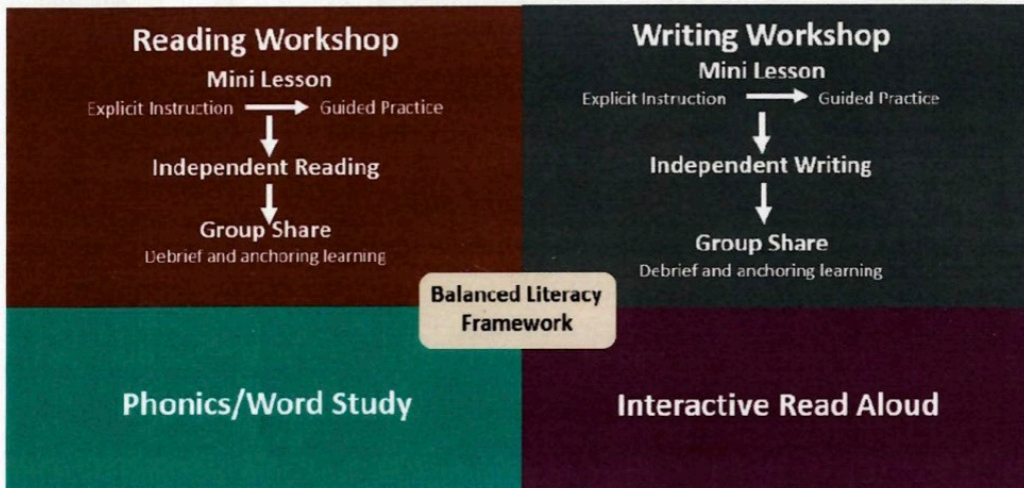 Reading Workshop
Mini Lesson
Explicit Instruction → Guided Practice
Independent Reading
Group Share
Debrief and anchoring learning
Writing Workshop
Mini Lesson
Explicit Instruction → Guided Practice
Independent Writing
Group Share
Debrief and anchoring learning
Balanced Literacy
Framework
Phonics/Word Study
Interactive Read Aloud